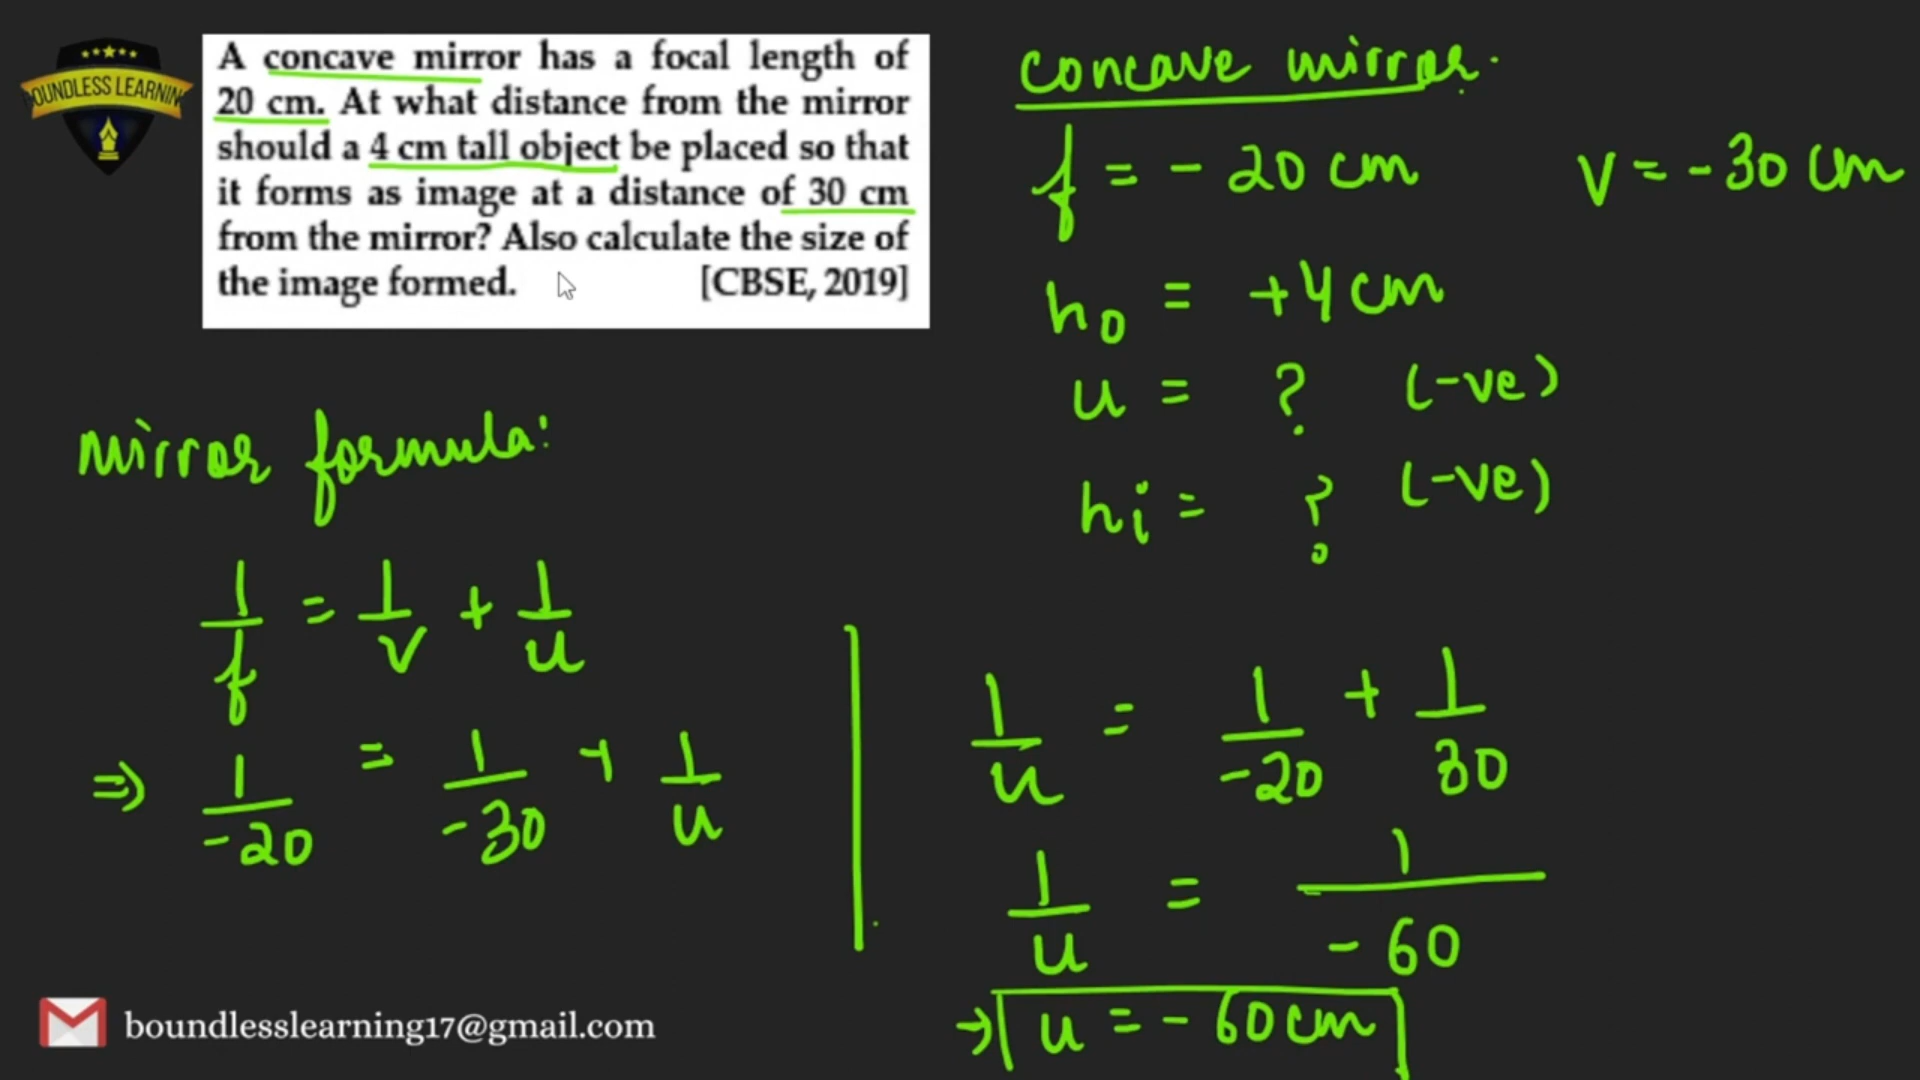 OUNDLESS LEARNIN
A concave mirror has a focal length of
20 cm. At what distance from the mirror
should a 4 cm tall object be placed so that
it forms as image at a distance of 30 cm
from the mirror? Also calculate the size of
the image formed. [CBSE, 2019]
concave mirror.
f = - 20 cm v = - 30 cm
h₀ = +4 cm
u = ? (-ve)
hi = ? (-ve)
Mirror formula:
1/f = 1/v + 1/u
⇒ 1/-20 = 1/-30 + 1/u
1/u = 1/-20 + 1/30
1/u = 1/-60
→ u = - 60 cm
boundlesslearning17@gmail.com